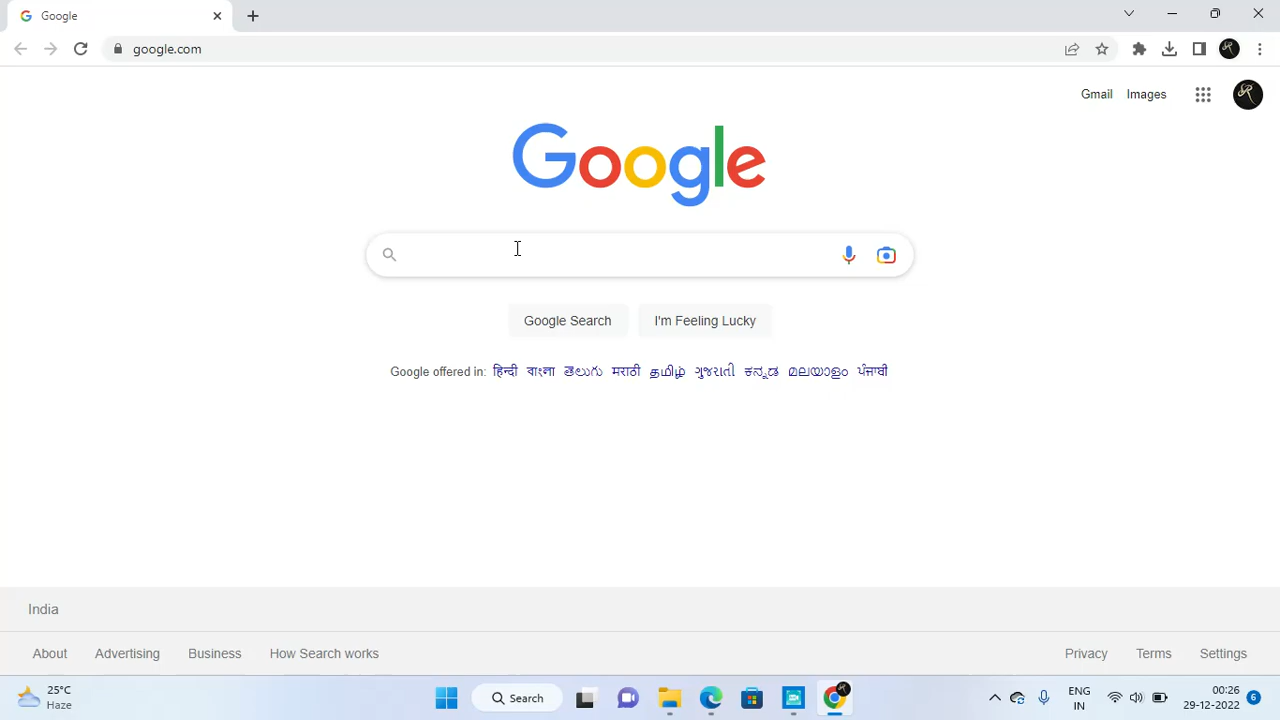 Google
google.com
Gmail Images
Google
Google Search I'm Feeling Lucky
Google offered in: हिन्दी বাংলা తెలుగు मराठी தமிழ் ગુજરાતી ಕನ್ನಡ മലയാളം ਪੰਜਾਬੀ
India
About Advertising Business How Search works Privacy Terms Settings
25°C
Haze
Search
ENG
IN
00:26
29-12-2022
6